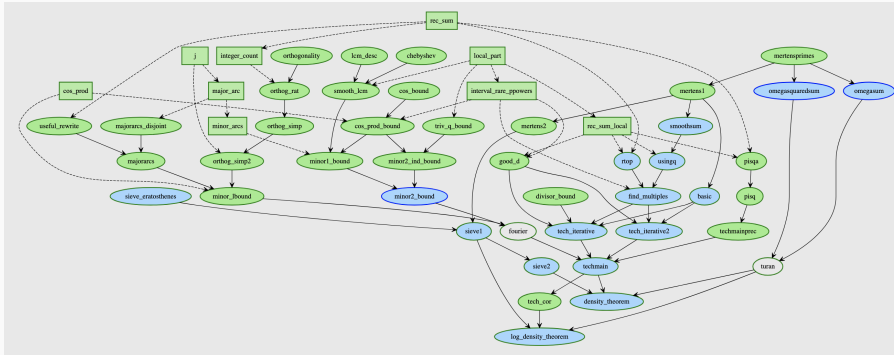 rec_sum
j
integer_count
orthogonality
lcm_desc
chebyshev
local_part
mertensprimes
cos_prod
major_arc
orthog_rat
smooth_lcm
cos_bound
interval_rare_ppowers
mertens1
omegasquaredsum
omegasum
useful_rewrite
majorarcs_disjoint
minor_arcs
orthog_simp
cos_prod_bound
triv_q_bound
mertens2
rec_sum_local
smoothsum
majorarcs
orthog_simp2
minor1_bound
minor2_ind_bound
good_d
rtop
usingq
pisqa
sieve_eratosthenes
minor_lbound
minor2_bound
divisor_bound
find_multiples
basic
pisq
sieve1
fourier
tech_iterative
tech_iterative2
techmainprec
sieve2
techmain
turan
tech_cor
density_theorem
log_density_theorem